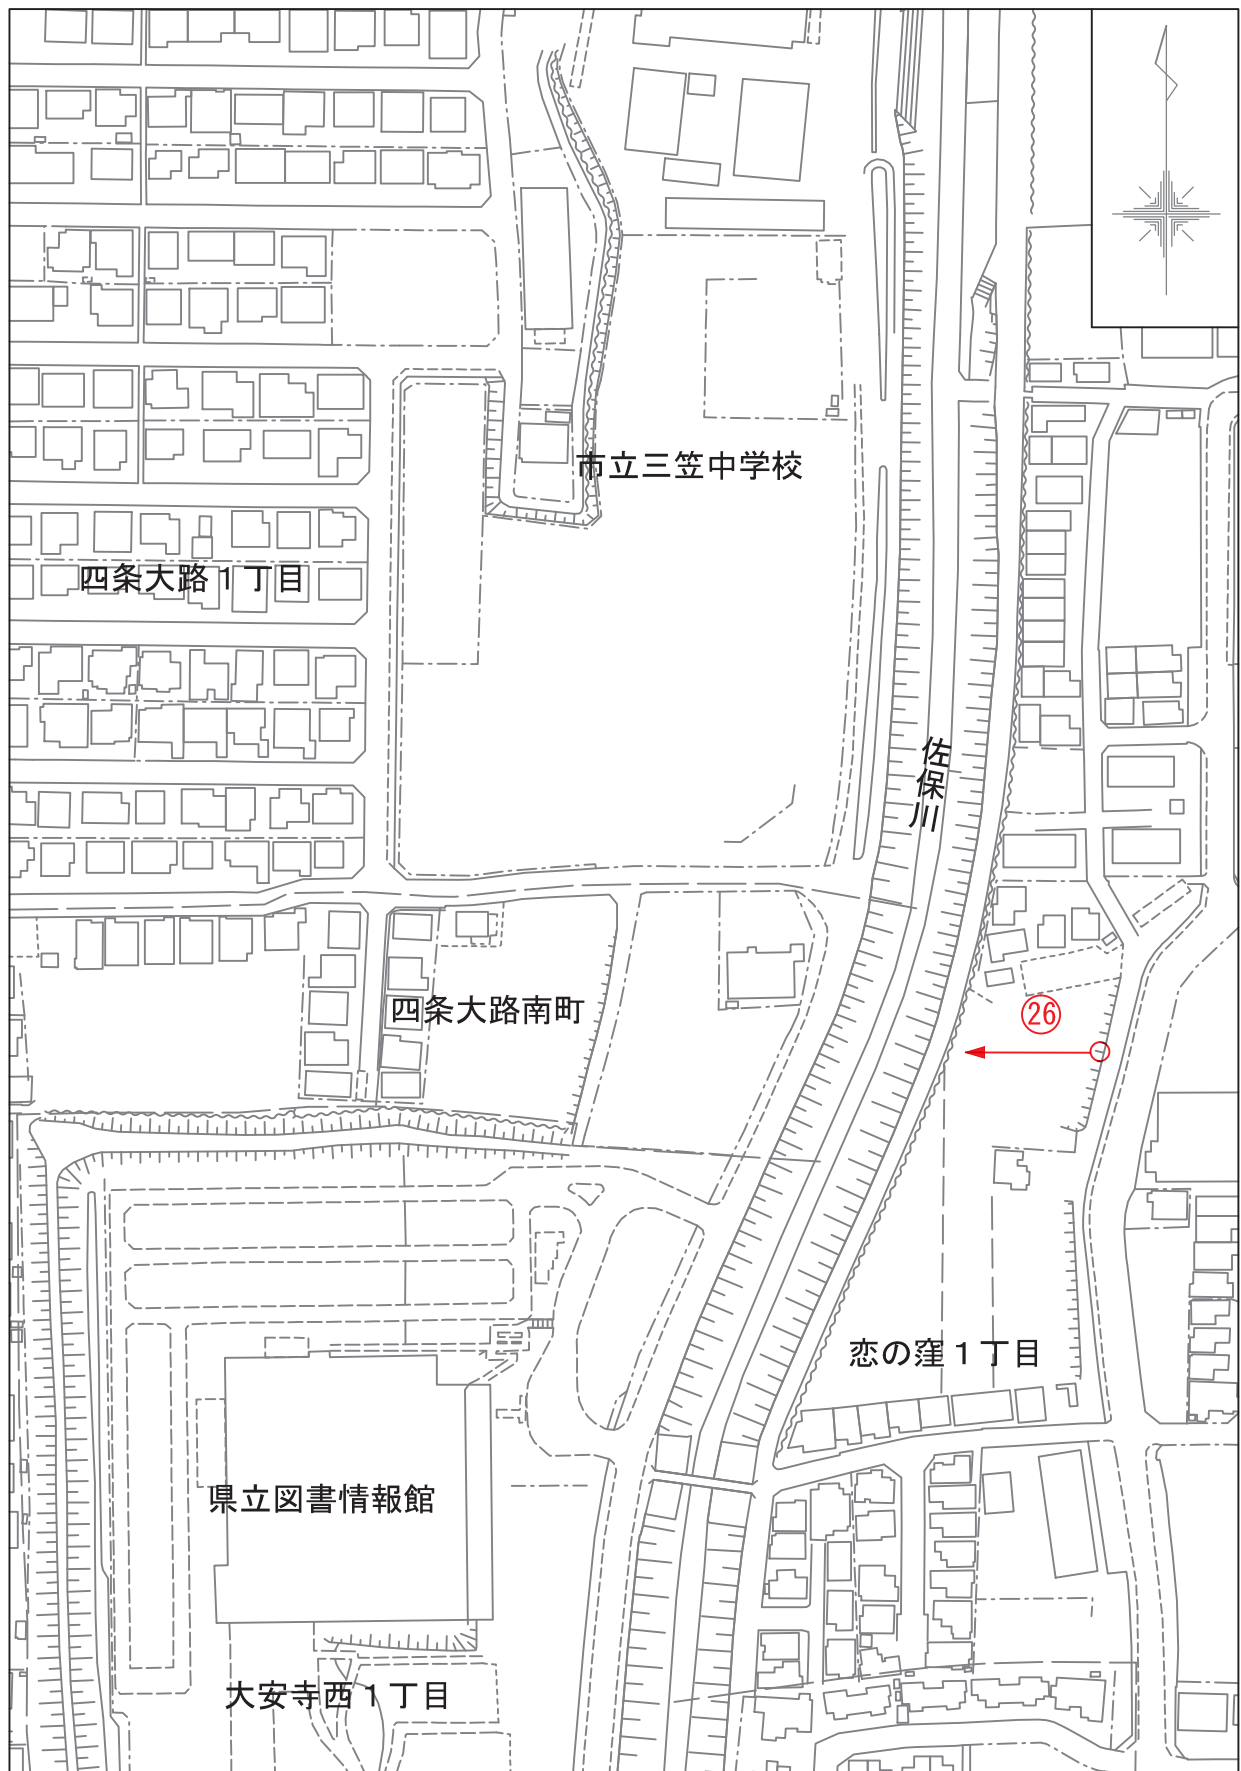 市立三笠中学校
四条大路1丁目
佐保川
四条大路南町
26
恋の窪1丁目
県立図書情報館
大安寺西1丁目